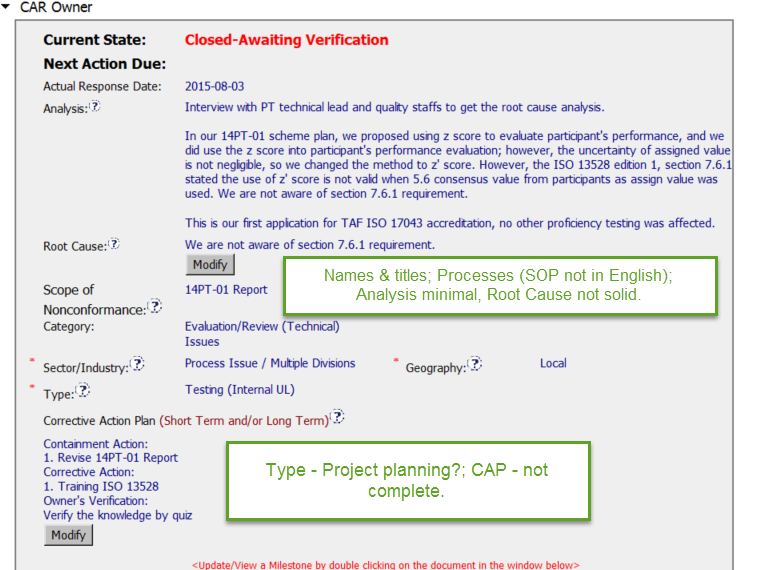 CAR Owner
Current State: Closed-Awaiting Verification
Next Action Due:
Actual Response Date: 2015-08-03
Analysis: ? Interview with PT technical lead and quality staffs to get the root cause analysis.
In our 14PT-01 scheme plan, we proposed using z score to evaluate participant's performance, and we
did use the z score into participant's performance evaluation; however, the uncertainty of assigned value
is not negligible, so we changed the method to z' score. However, the ISO 13528 edition 1, section 7.6.1
stated the use of z' score is not valid when 5.6 consensus value from participants as assign value was
used. We are not aware of section 7.6.1 requirement.
This is our first application for TAF ISO 17043 accreditation, no other proficiency testing was affected.
Root Cause: ? We are not aware of section 7.6.1 requirement.
Modify
Names & titles; Processes (SOP not in English);
Analysis minimal, Root Cause not solid.
Scope of 14PT-01 Report
Nonconformance: ?
Category: Evaluation/Review (Technical)
Issues
* Sector/Industry: ? Process Issue / Multiple Divisions * Geography: ? Local
* Type: ? Testing (Internal UL)
Corrective Action Plan (Short Term and/or Long Term) ?
Containment Action:
1. Revise 14PT-01 Report
Corrective Action:
1. Training ISO 13528
Owner's Verification:
Verify the knowledge by quiz
Modify
Type - Project planning?; CAP - not
complete.
<Update/View a Milestone by double clicking on the document in the window below>